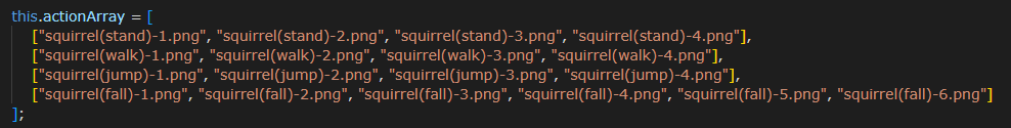 this.actionArray = [
["squirrel(stand)-1.png", "squirrel(stand)-2.png", "squirrel(stand)-3.png", "squirrel(stand)-4.png"],
["squirrel(walk)-1.png", "squirrel(walk)-2.png", "squirrel(walk)-3.png", "squirrel(walk)-4.png"],
["squirrel(jump)-1.png", "squirrel(jump)-2.png", "squirrel(jump)-3.png", "squirrel(jump)-4.png"],
["squirrel(fall)-1.png", "squirrel(fall)-2.png", "squirrel(fall)-3.png", "squirrel(fall)-4.png", "squirrel(fall)-5.png", "squirrel(fall)-6.png"]
];